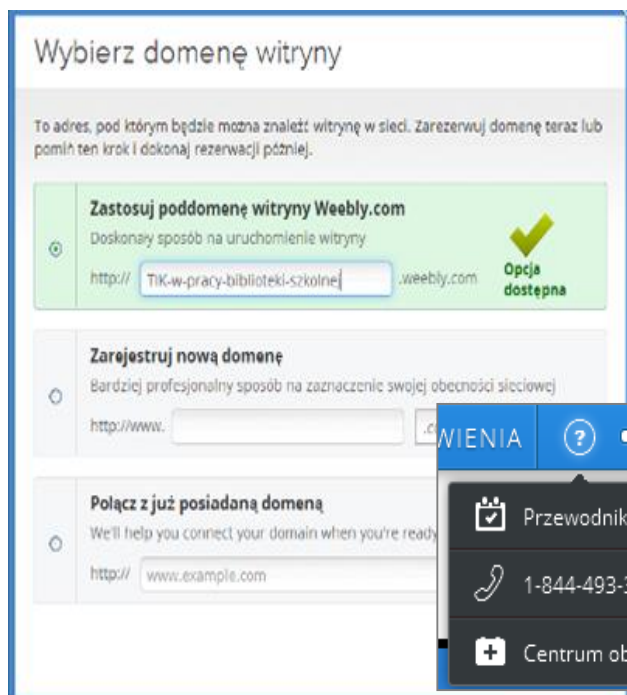 Wybierz domenę witryny
To adres, pod którym będzie można znaleźć witrynę w sieci. Zarezerwuj domenę teraz lub
pomiń ten krok i dokonaj rezerwacji później.
Zastosuj poddomenę witryny Weebly.com
Doskonały sposób na uruchomienie witryny
http:// TIK-w-pracy-biblioteki-szkolnej .weebly.com
Opcja
dostępna
Zarejestruj nową domenę
Bardziej profesjonalny sposób na zaznaczenie swojej obecności sieciowej
http://www.
Połącz z już posiadaną domeną
We'll help you connect your domain when you're ready
http:// www.example.com
WIENIA ?
Przewodnik
1-844-493-
Centrum ob